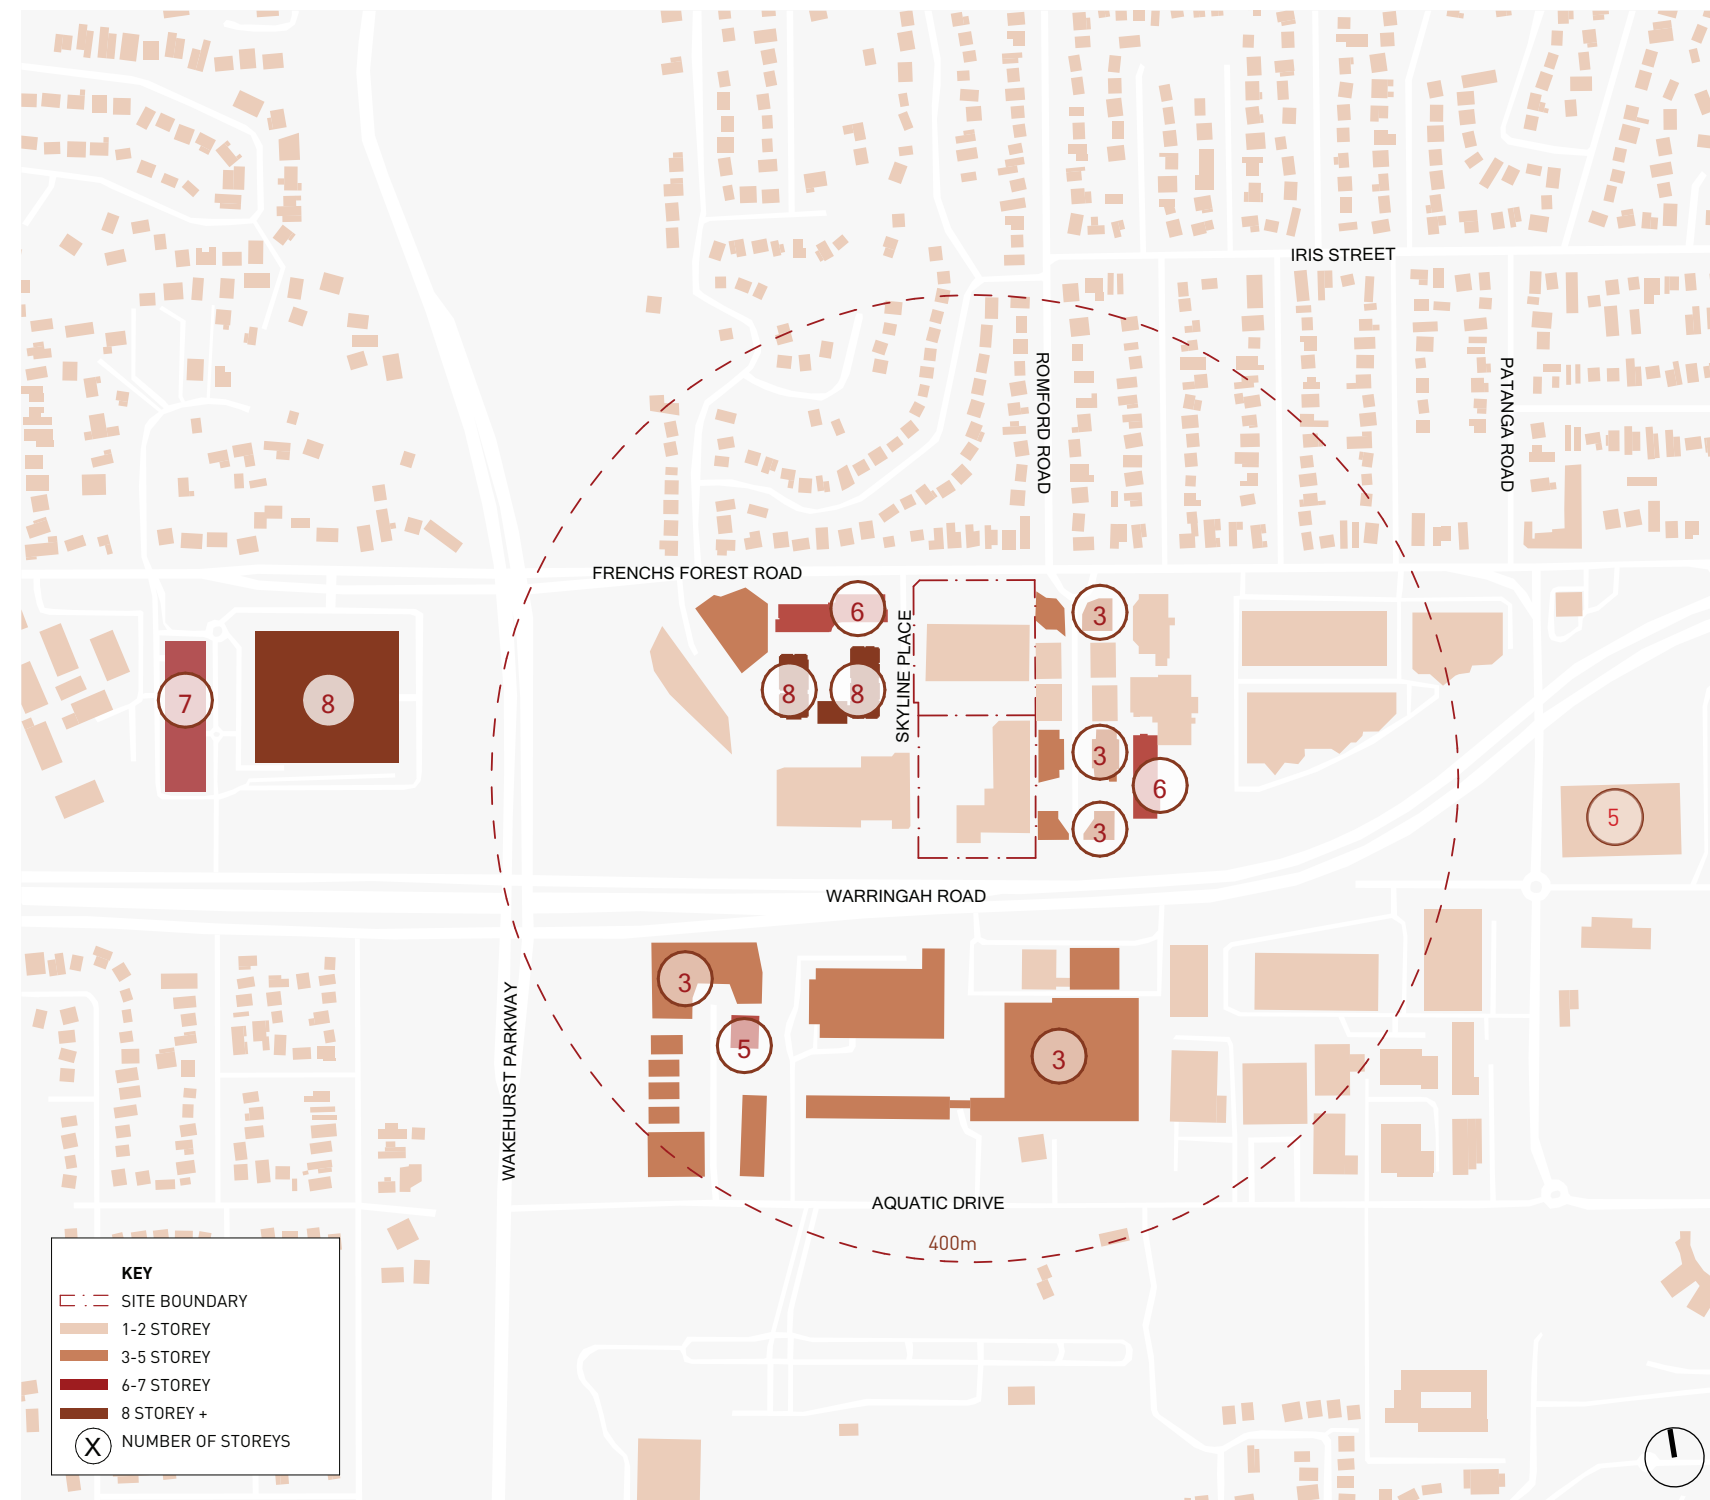 IRIS STREET
ROMFORD ROAD
PATANGA ROAD
FRENCHS FOREST ROAD
6
3
SKYLINE PLACE
7
8
8
8
3
6
5
3
WARRINGAH ROAD
3
5
3
WAKEHURST PARKWAY
AQUATIC DRIVE
400m
KEY
SITE BOUNDARY
1-2 STOREY
3-5 STOREY
6-7 STOREY
8 STOREY +
X NUMBER OF STOREYS